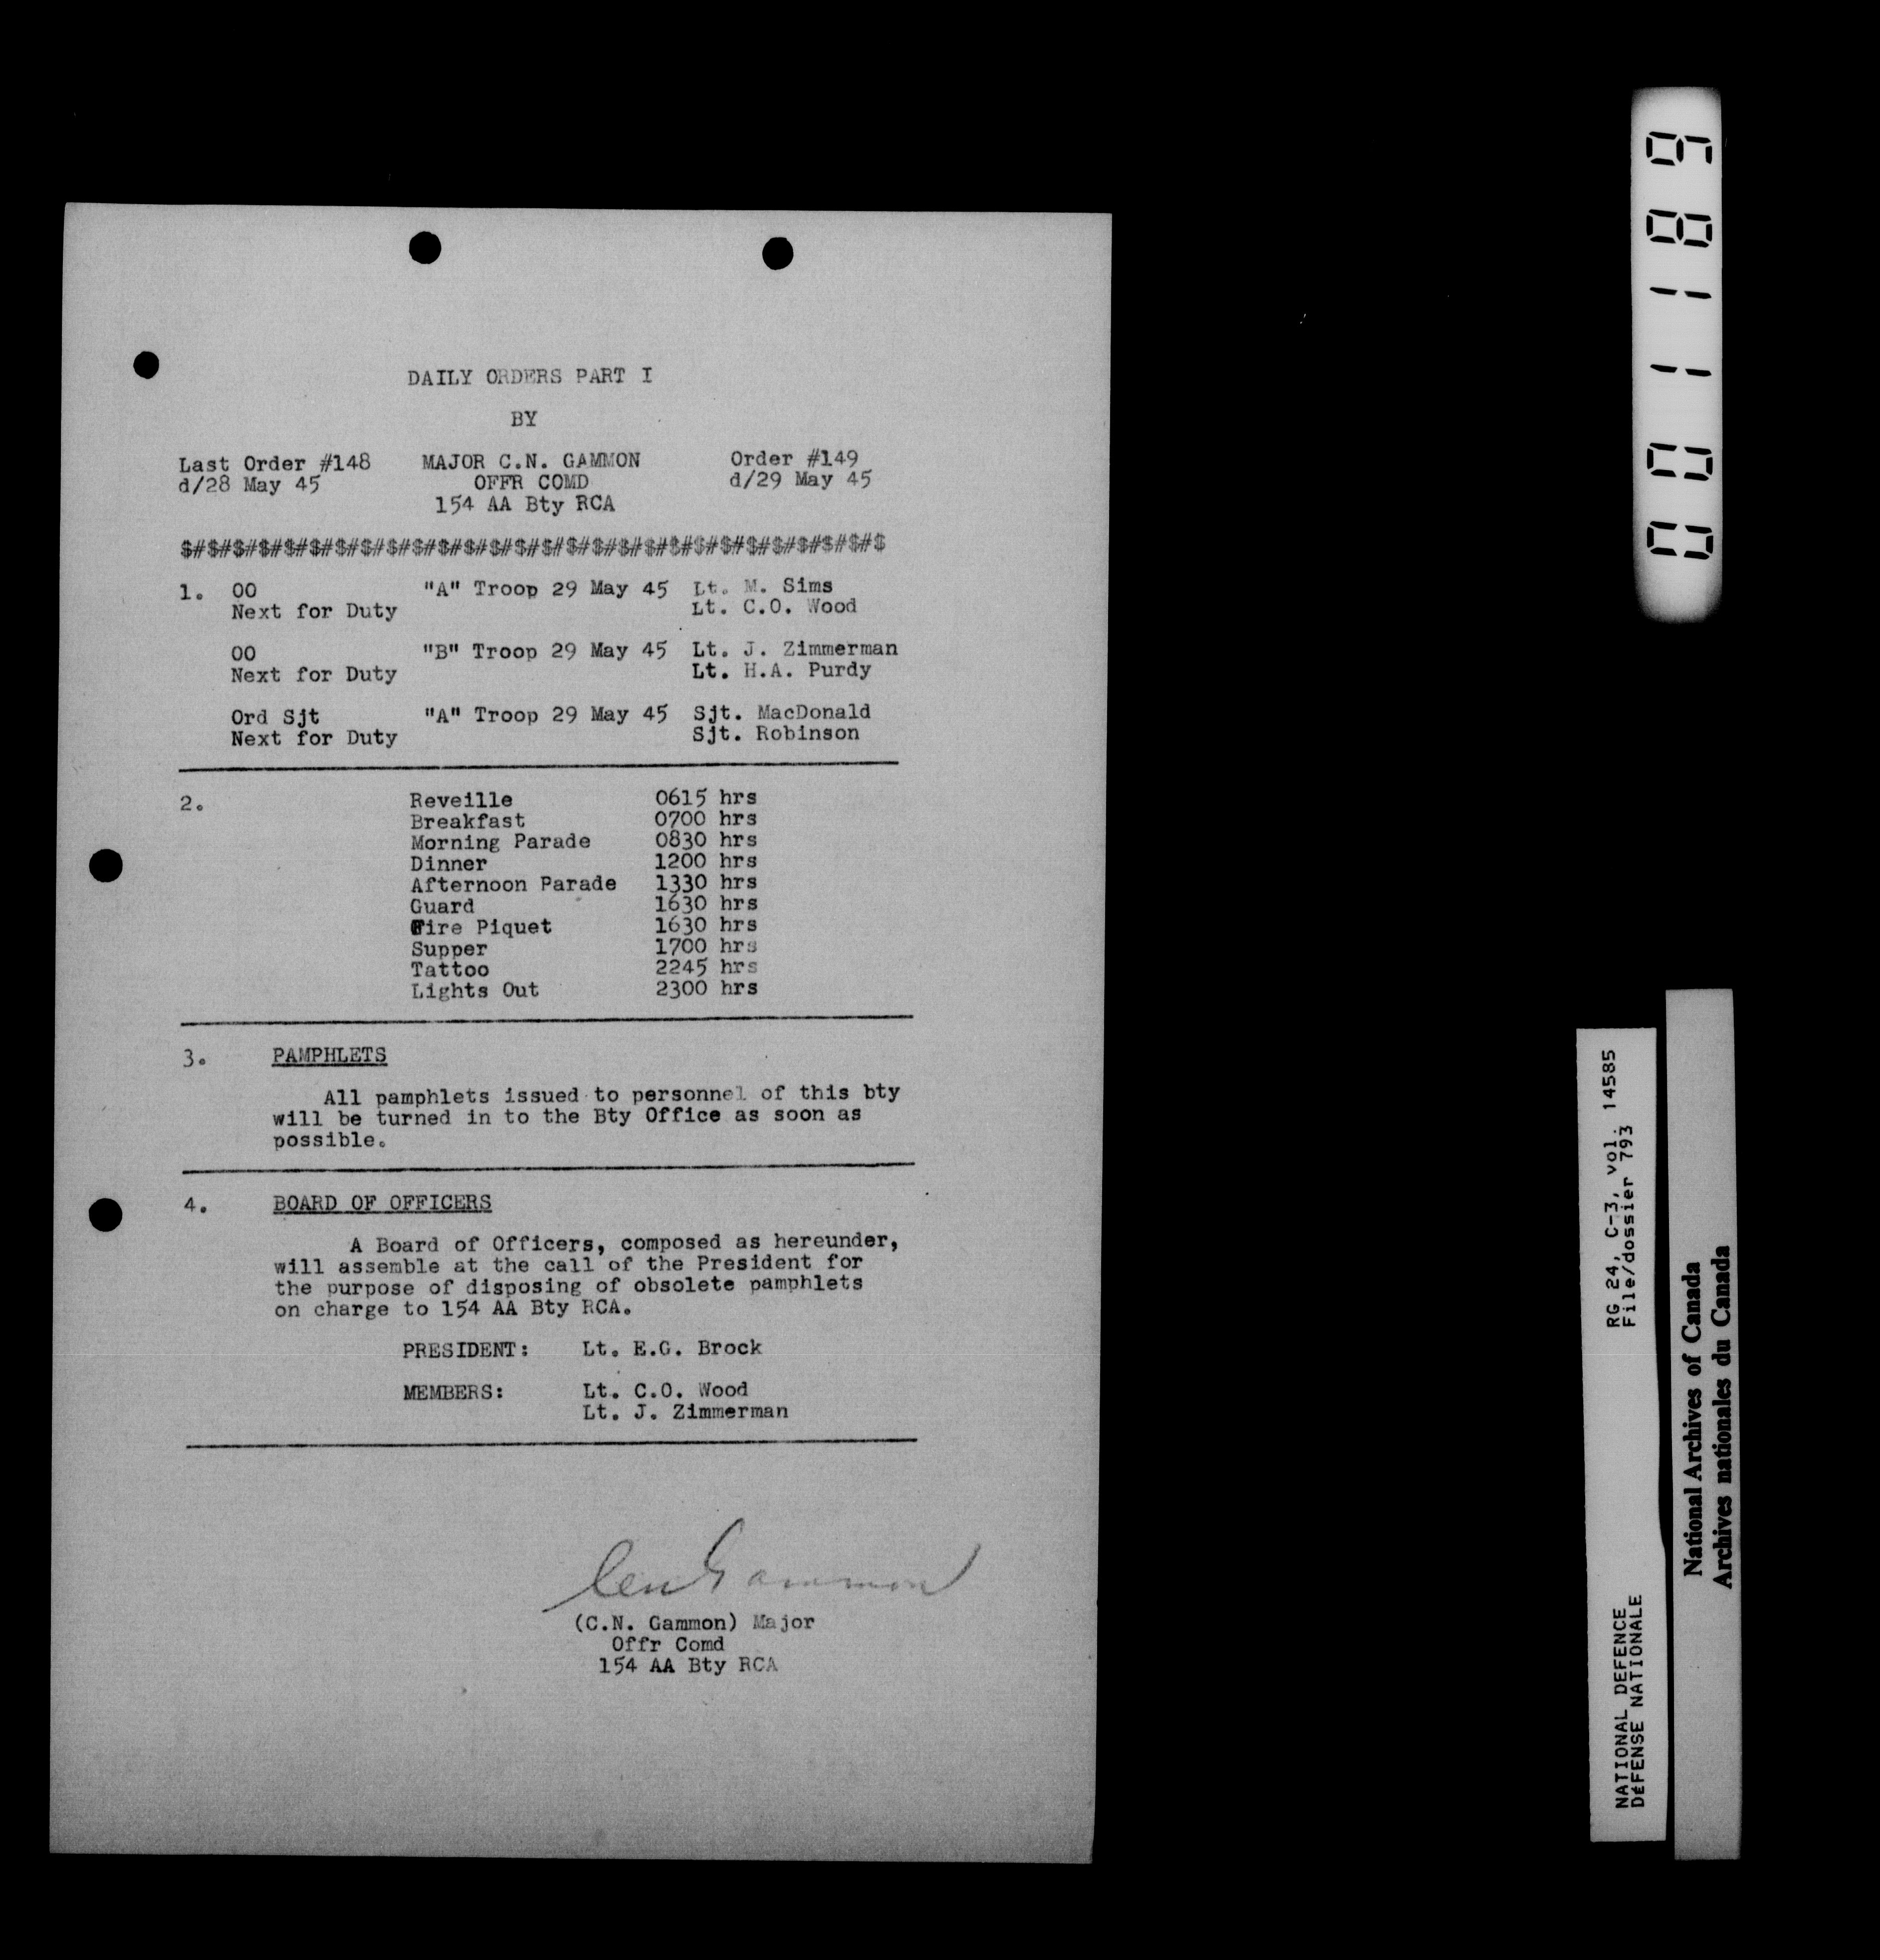 DAILY ORDERS PART I
BY
Last Order #148 MAJOR C.N. GAMMON Order #149
d/28 May 45 OFFR COMD d/29 May 45
154 AA Bty RCA
$#$#$#$#$#$#$#$#$#$#$#$#$#$#$#$#$#$#$#$#$#$#$#$#$#$#$#$
1. OO "A" Troop 29 May 45 Lt. M. Sims
Next for Duty Lt. C.O. Wood
OO "B" Troop 29 May 45 Lt. J. Zimmerman
Next for Duty Lt. H.A. Purdy
Ord Sjt "A" Troop 29 May 45 Sjt. MacDonald
Next for Duty Sjt. Robinson
2. Reveille 0615 hrs
Breakfast 0700 hrs
Morning Parade 0830 hrs
Dinner 1200 hrs
Afternoon Parade 1330 hrs
Guard 1630 hrs
Fire Piquet 1630 hrs
Supper 1700 hrs
Tattoo 2245 hrs
Lights Out 2300 hrs
3. PAMPHLETS
All pamphlets issued to personnel of this bty
will be turned in to the Bty Office as soon as
possible.
4. BOARD OF OFFICERS
A Board of Officers, composed as hereunder,
will assemble at the call of the President for
the purpose of disposing of obsolete pamphlets
on charge to 154 AA Bty RCA.
PRESIDENT: Lt. E.G. Brock
MEMBERS: Lt. C.O. Wood
Lt. J. Zimmerman
Cen Gammon
(C.N. Gammon) Major
Offr Comd
154 AA Bty RCA
001189
NATIONAL DEFENCE RG 24, C-3, vol. 14585
DÉFENSE NATIONALE File/dossier 793
National Archives of Canada
Archives nationales du Canada